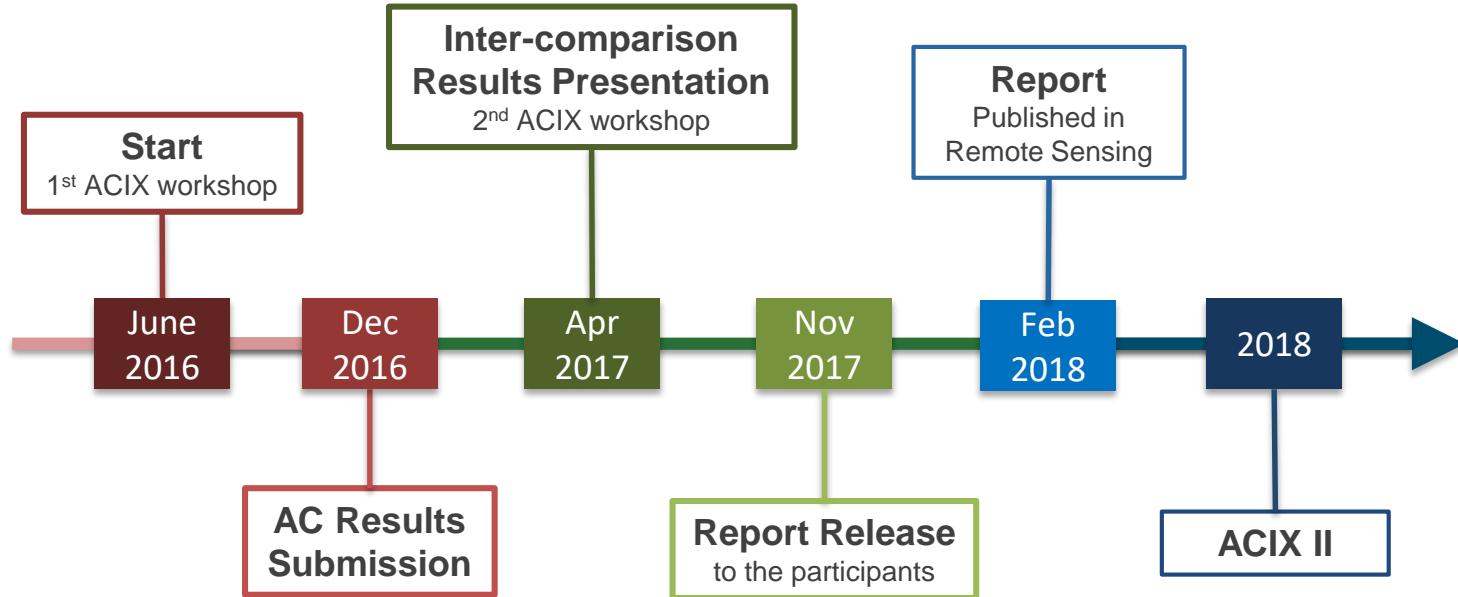 Inter-comparison
Results Presentation
2nd ACIX workshop
Report
Published in
Remote Sensing
Start
1st ACIX workshop
June
2016
Dec
2016
Apr
2017
Nov
2017
Feb
2018
2018
AC Results
Submission
Report Release
to the participants
ACIX II